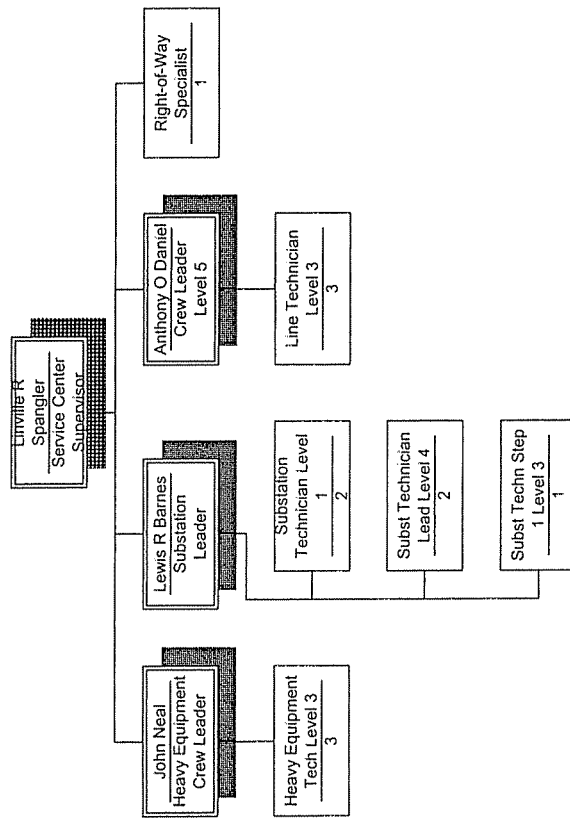 Linville R
Spangler
Service Center
Supervisor
John Neal
Heavy Equipment
Crew Leader
Heavy Equipment
Tech Level 3
3
Lewis R Barnes
Substation
Leader
Substation
Technician Level
1
2
Subst Technician
Lead Level 4
2
Subst Techn Step
1 Level 3
1
Anthony O Daniel
Crew Leader
Level 5
Line Technician
Level 3
3
Right-of-Way
Specialist
1